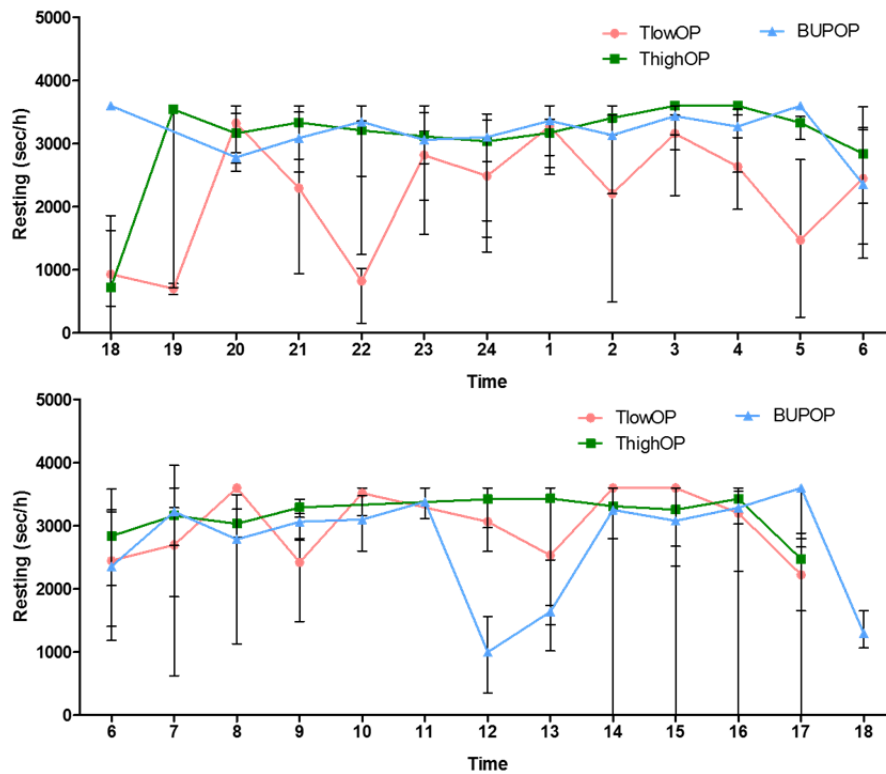 5000
TlowOP
BUPOP
ThighOP
4000
3000
2000
1000
0
Resting (sec/h)
18 19 20 21 22 23 24 1 2 3 4 5 6
Time
5000
TlowOP
BUPOP
ThighOP
4000
3000
2000
1000
0
Resting (sec/h)
6 7 8 9 10 11 12 13 14 15 16 17 18
Time